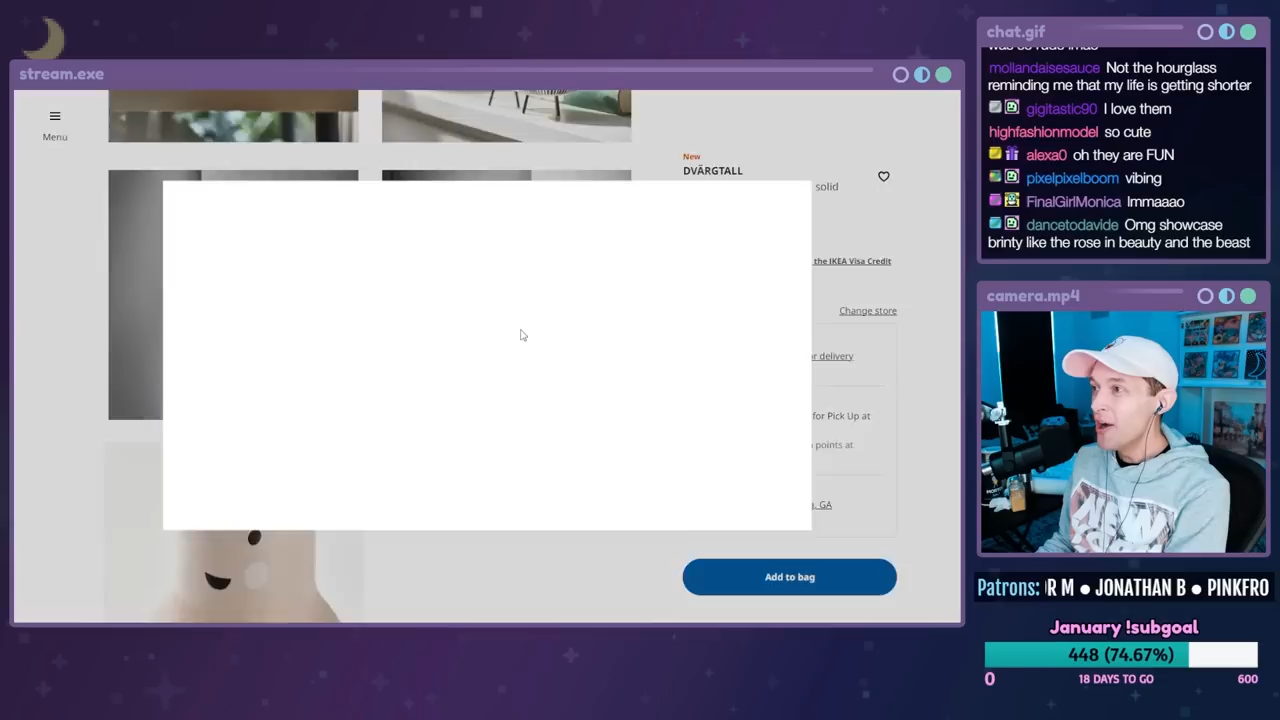 stream.exe
Menu
New
DVÄRGTALL
solid
the IKEA Visa Credit
Change store
or delivery
for Pick Up at
points at
, GA
Add to bag
chat.gif
mollandaisesauce Not the hourglass
reminding me that my life is getting shorter
gigitastic90 I love them
highfashionmodel so cute
alexa0 oh they are FUN
pixelpixelboom vibing
FinalGirlMonica lmmaaao
dancetodavide Omg showcase
brinty like the rose in beauty and the beast
camera.mp4
Patrons: OR M ● JONATHAN B ● PINKFRO
January !subgoal
448 (74.67%)
0 18 DAYS TO GO 600